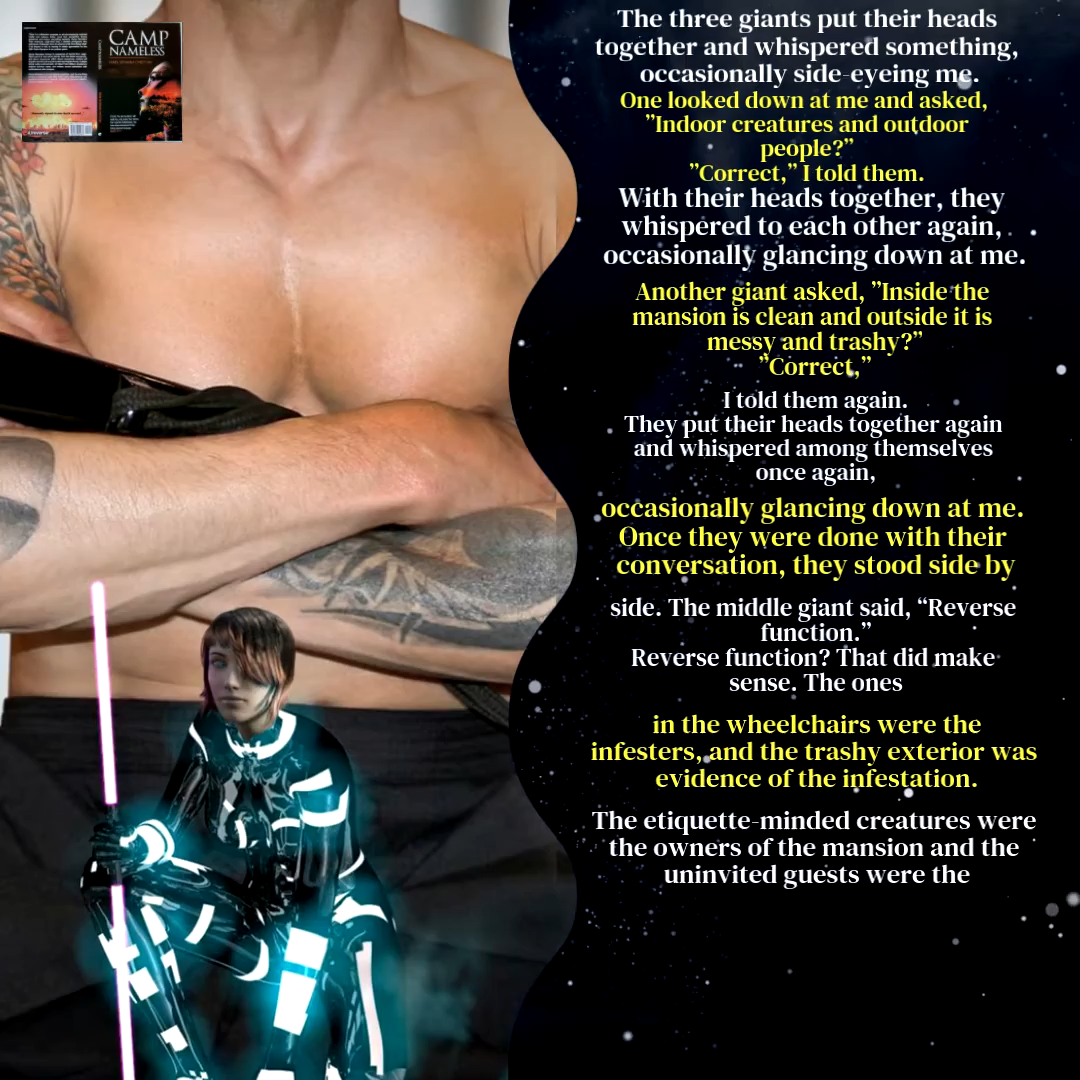 CAMP
NAMELESS
The three giants put their heads
together and whispered something,
occasionally side-eyeing me.
One looked down at me and asked,
”Indoor creatures and outdoor
people?”
”Correct,” I told them.
With their heads together, they
whispered to each other again,
occasionally glancing down at me.
Another giant asked, ”Inside the
mansion is clean and outside it is
messy and trashy?”
”Correct,”
I told them again.
They put their heads together again
and whispered among themselves
once again,
occasionally glancing down at me.
Once they were done with their
conversation, they stood side by
side. The middle giant said, “Reverse
function.”
Reverse function? That did make
sense. The ones
in the wheelchairs were the
infesters, and the trashy exterior was
evidence of the infestation.
The etiquette-minded creatures were
the owners of the mansion and the
uninvited guests were the